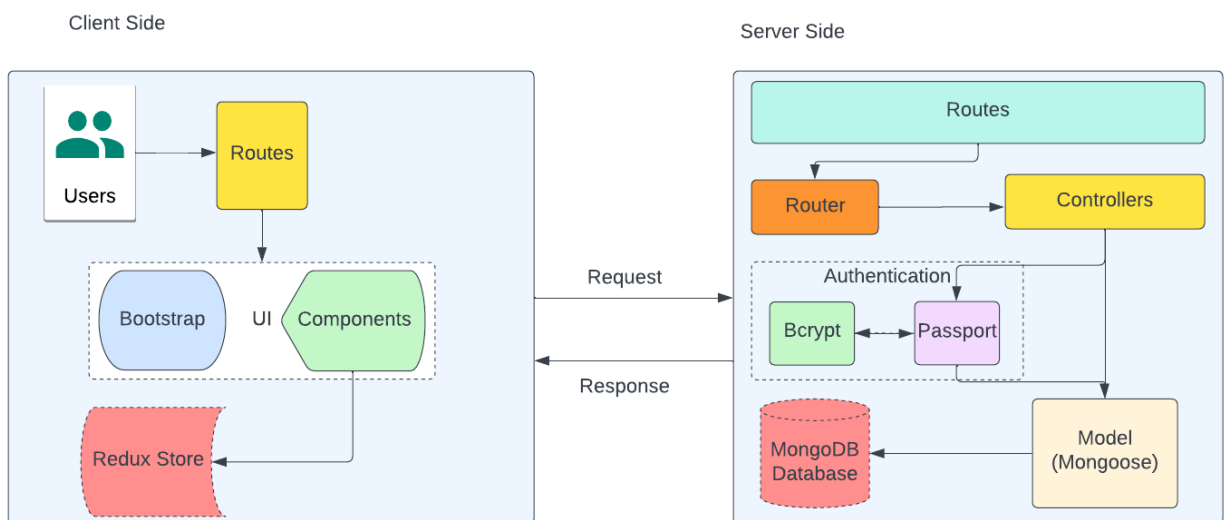 Client Side
Users
Routes
Bootstrap
UI
Components
Redux Store
Request
Response
Server Side
Routes
Router
Controllers
Authentication
Bcrypt
Passport
MongoDB
Database
Model
(Mongoose)